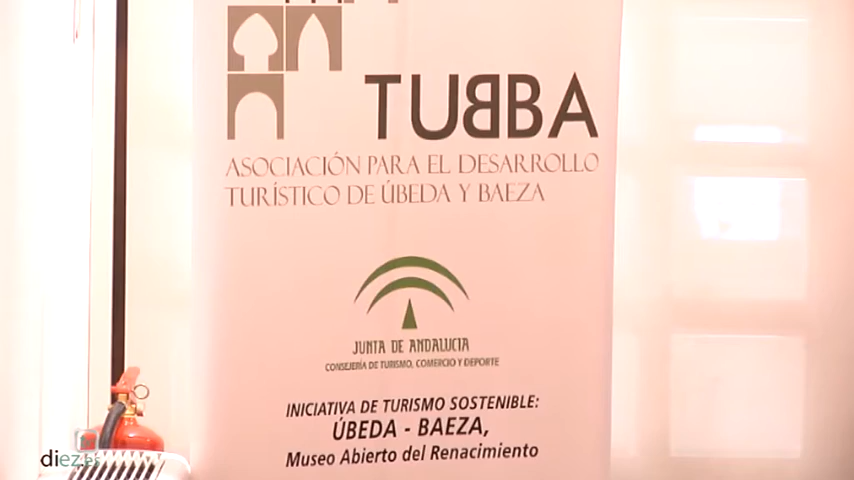 TUBBA
ASOCIACIÓN PARA EL DESARROLLO
TURÍSTICO DE ÚBEDA Y BAEZA
JUNTA DE ANDALUCIA
CONSEJERÍA DE TURISMO, COMERCIO Y DEPORTE
INICIATIVA DE TURISMO SOSTENIBLE:
ÚBEDA - BAEZA,
Museo Abierto del Renacimiento
diez.es